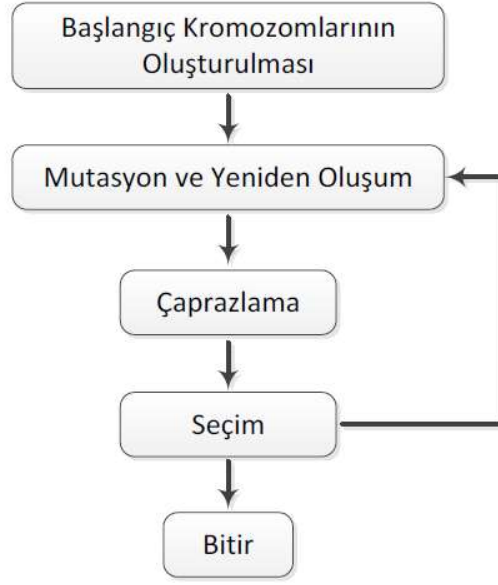 Başlangıç Kromozomlarının
Oluşturulması
Mutasyon ve Yeniden Oluşum
Çaprazlama
Seçim
Bitir